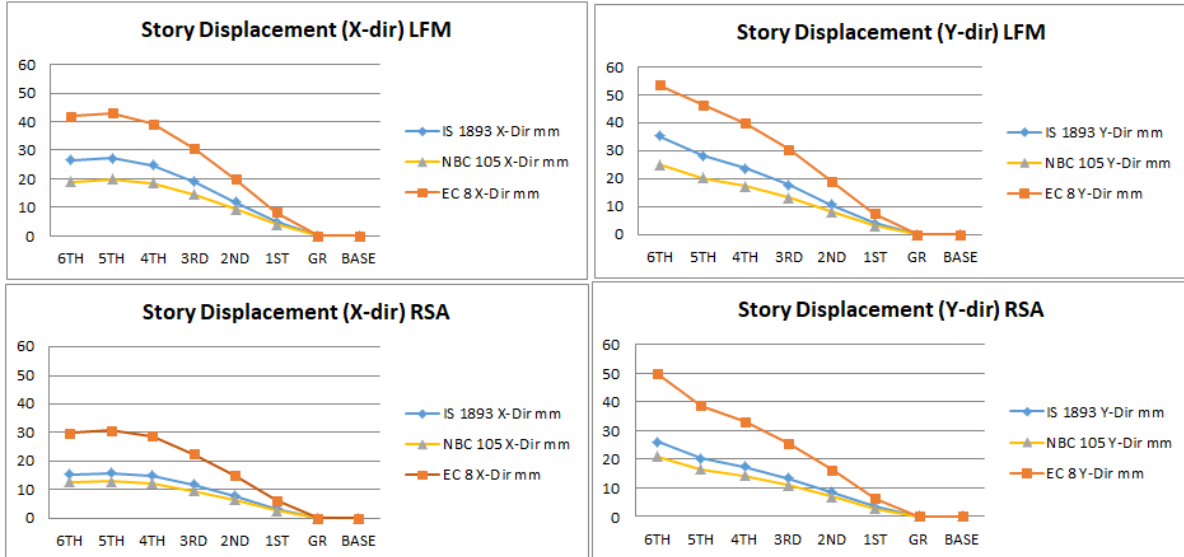 Story Displacement (X-dir) LFM
60
50
40
30
20
10
0
6TH 5TH 4TH 3RD 2ND 1ST GR BASE
IS 1893 X-Dir mm
NBC 105 X-Dir mm
EC 8 X-Dir mm
Story Displacement (Y-dir) LFM
60
50
40
30
20
10
0
6TH 5TH 4TH 3RD 2ND 1ST GR BASE
IS 1893 Y-Dir mm
NBC 105 Y-Dir mm
EC 8 Y-Dir mm
Story Displacement (X-dir) RSA
60
50
40
30
20
10
0
6TH 5TH 4TH 3RD 2ND 1ST GR BASE
IS 1893 X-Dir mm
NBC 105 X-Dir mm
EC 8 X-Dir mm
Story Displacement (Y-dir) RSA
60
50
40
30
20
10
0
6TH 5TH 4TH 3RD 2ND 1ST GR BASE
IS 1893 Y-Dir mm
NBC 105 Y-Dir mm
EC 8 Y-Dir mm